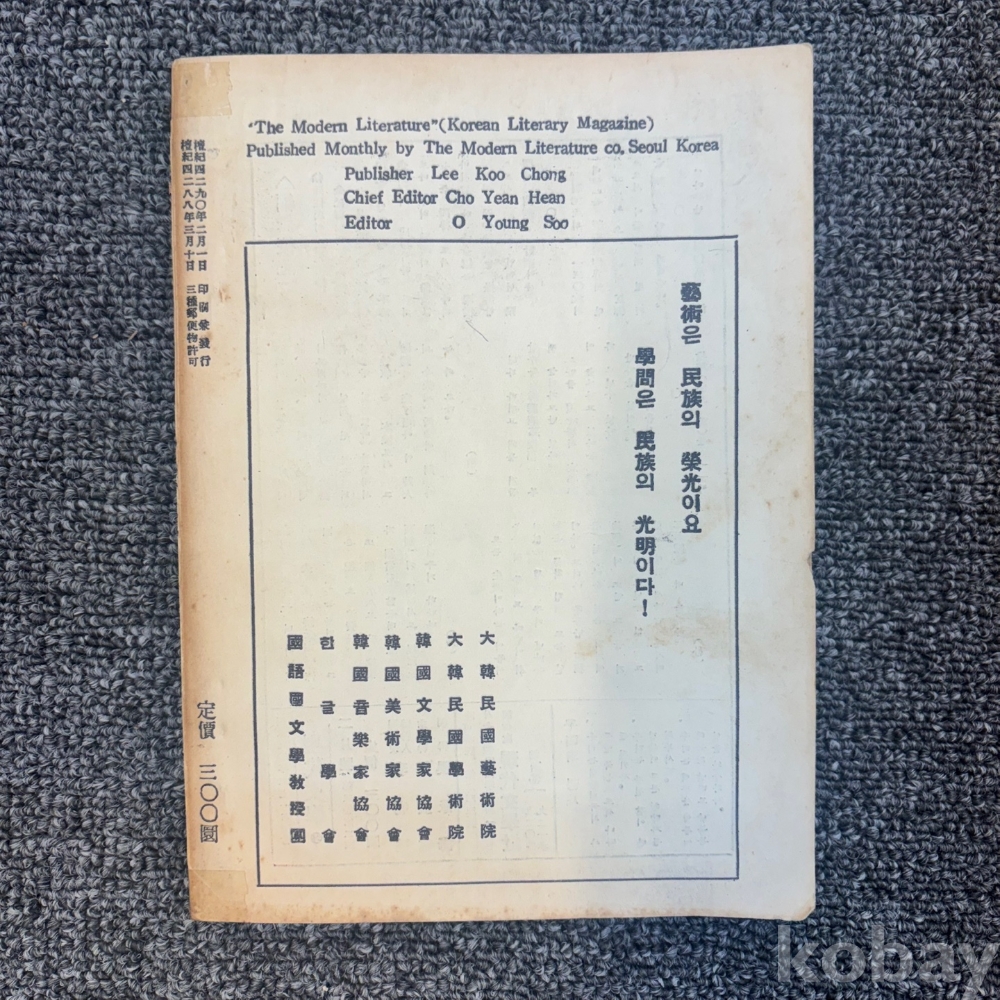 "The Modern Literature"(Korean Literary Magazine)
Published Monthly by The Modern Literature co. Seoul Korea
Publisher Lee Koo Chong
Chief Editor Cho Yean Hean
Editor O Young Soo
藝術은 民族의 榮光이요
學問은 民族의 光明이다!
大韓民國藝術院
大韓民國學術院
韓國文學家協會
韓國美術家協會
韓國音樂家協會
한글學會
國語國文學敎授團
檀紀四二九〇年二月一日 印刷 發行
檀紀四二八八年三月十日 三種郵便物許可
定價 三〇〇圜
kobay